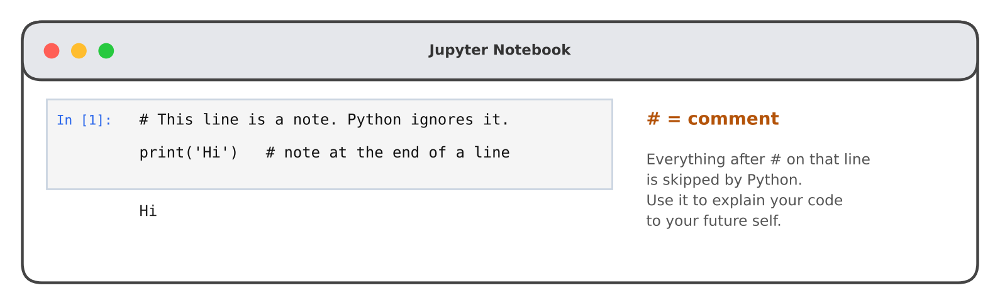 Jupyter Notebook
In [1]: # This line is a note. Python ignores it.
print('Hi')   # note at the end of a line
Hi
# = comment
Everything after # on that line
is skipped by Python.
Use it to explain your code
to your future self.